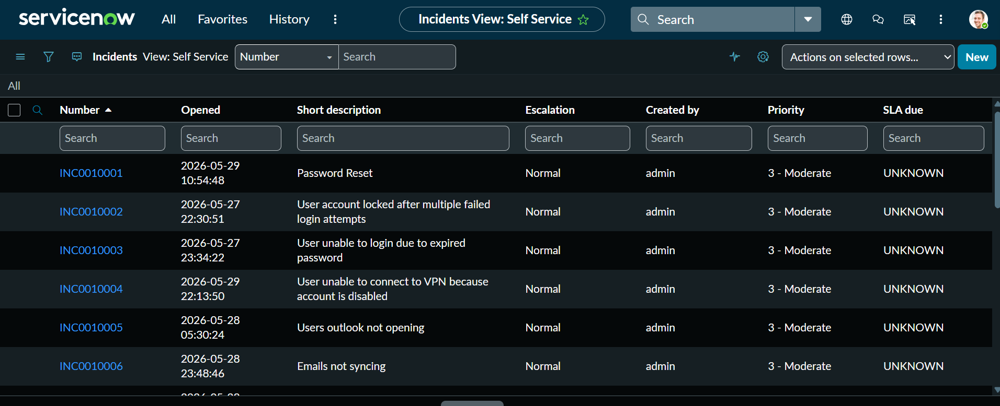 servicenow All Favorites History Incidents View: Self Service Search
Incidents View: Self Service Number Search Actions on selected rows... New
All
Number Opened Short description Escalation Created by Priority SLA due
Search Search Search Search Search Search Search
INC0010001 2026-05-29 10:54:48 Password Reset Normal admin 3 - Moderate UNKNOWN
INC0010002 2026-05-27 22:30:51 User account locked after multiple failed login attempts Normal admin 3 - Moderate UNKNOWN
INC0010003 2026-05-27 23:34:22 User unable to login due to expired password Normal admin 3 - Moderate UNKNOWN
INC0010004 2026-05-29 22:13:50 User unable to connect to VPN because account is disabled Normal admin 3 - Moderate UNKNOWN
INC0010005 2026-05-28 05:30:24 Users outlook not opening Normal admin 3 - Moderate UNKNOWN
INC0010006 2026-05-28 23:48:46 Emails not syncing Normal admin 3 - Moderate UNKNOWN